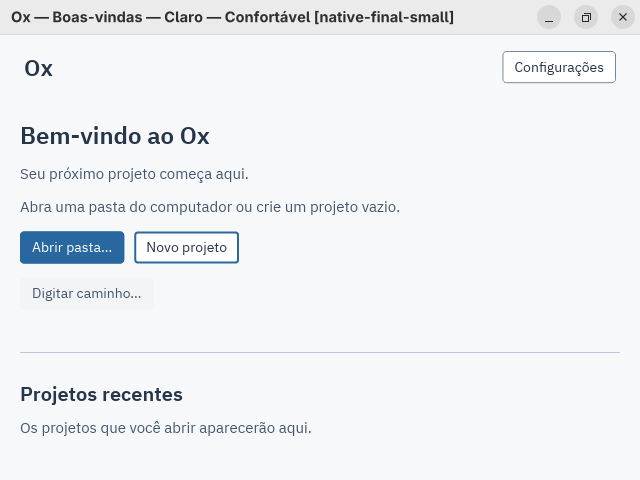 Ox — Boas-vindas — Claro — Confortável [native-final-small]
Ox
Configurações
Bem-vindo ao Ox
Seu próximo projeto começa aqui.
Abra uma pasta do computador ou crie um projeto vazio.
Abrir pasta…
Novo projeto
Digitar caminho…
Projetos recentes
Os projetos que você abrir aparecerão aqui.